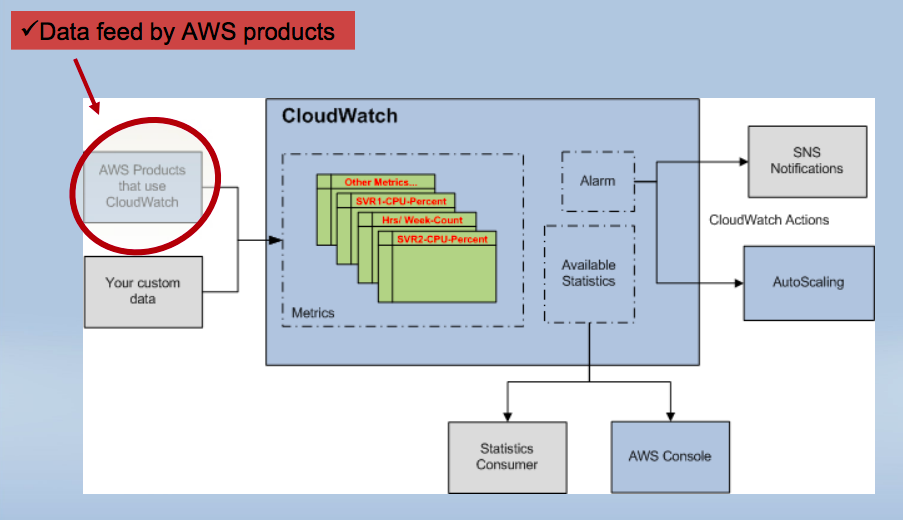 ✓Data feed by AWS products
CloudWatch
AWS Products
that use
CloudWatch
Your custom
data
Other Metrics...
SVR1-CPU-Percent
Hrs/ Week-Count
SVR2-CPU-Percent
Metrics
Alarm
Available
Statistics
SNS
Notifications
CloudWatch Actions
AutoScaling
Statistics
Consumer
AWS Console